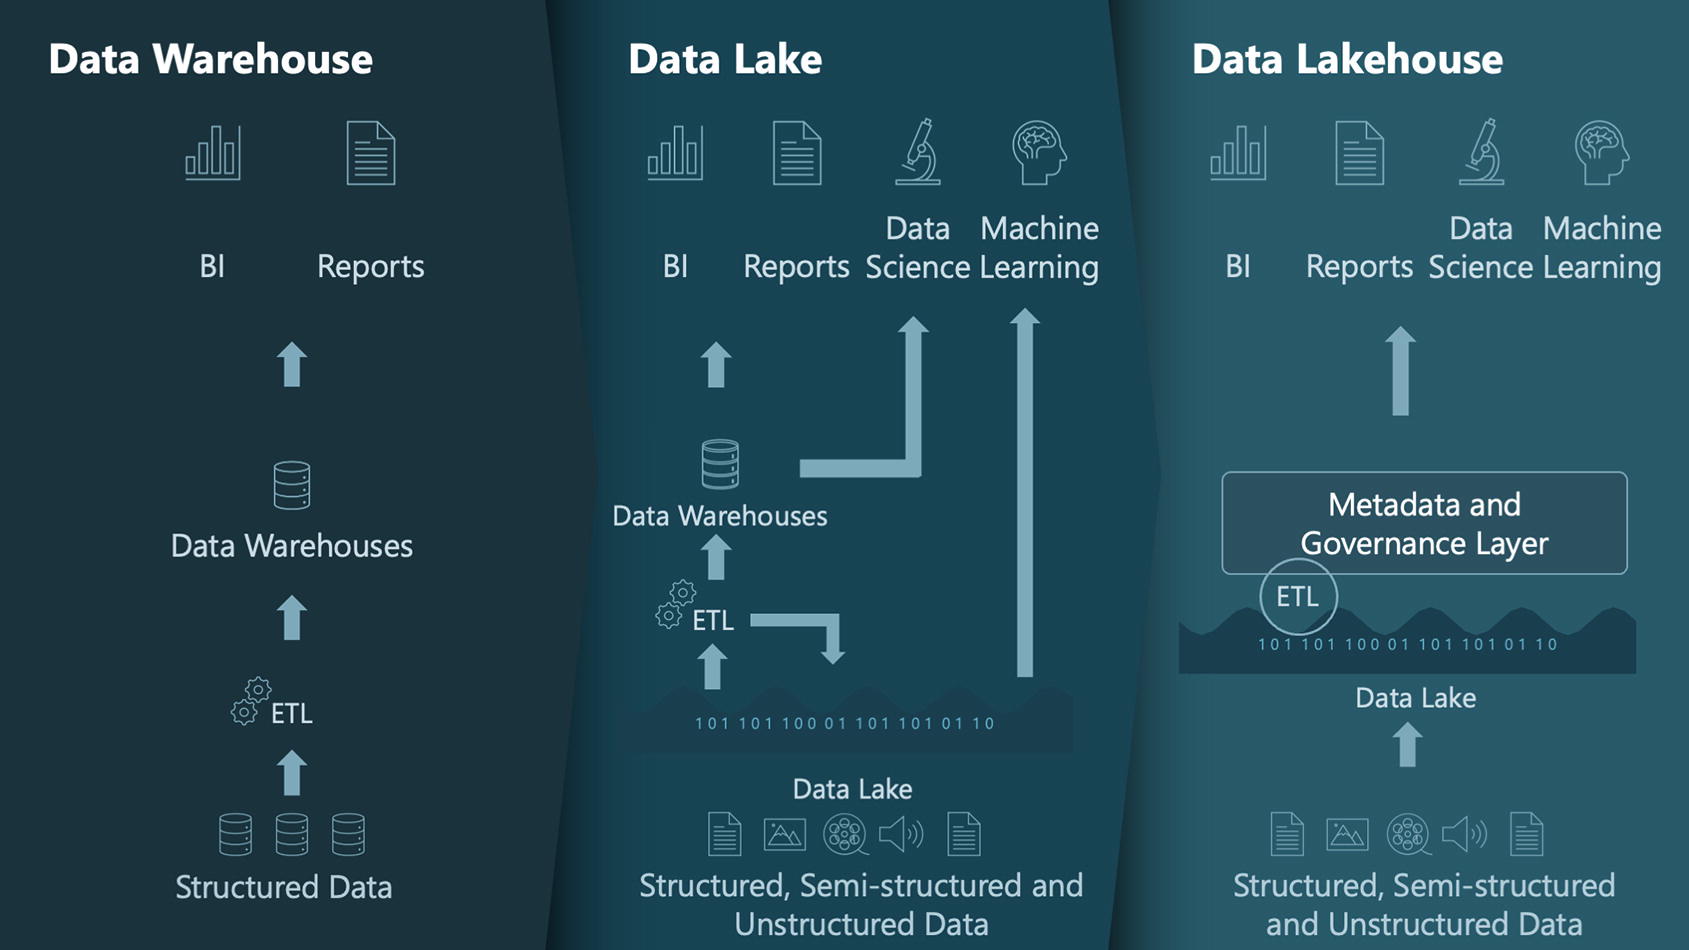 Data Warehouse
BI
Reports
Data Warehouses
ETL
Structured Data
Data Lake
BI
Reports
Data
Science
Machine
Learning
Data Warehouses
ETL
101 101 100 01 101 101 01 10
Data Lake
Structured, Semi-structured and
Unstructured Data
Data Lakehouse
BI
Reports
Data
Science
Machine
Learning
Metadata and
Governance Layer
ETL
101 101 100 01 101 101 01 10
Data Lake
Structured, Semi-structured
and Unstructured Data